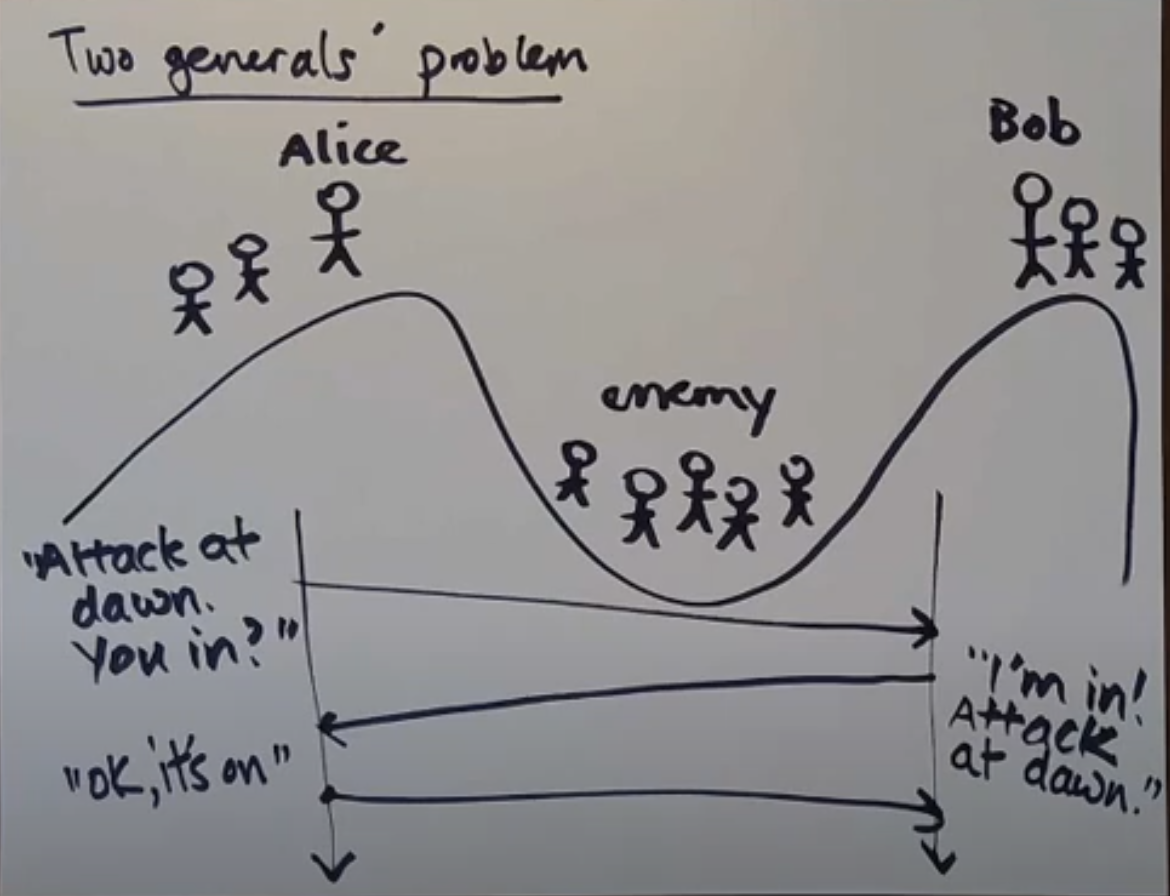 Two generals' problem
Alice
Bob
enemy
"Attack at
dawn.
You in?"
"I'm in!
Attack
at dawn."
"OK, it's on"